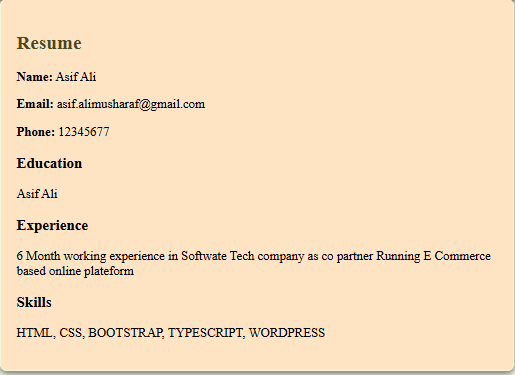 Resume
Name: Asif Ali
Email: asif.alimusharaf@gmail.com
Phone: 12345677
Education
Asif Ali
Experience
6 Month working experience in Softwate Tech company as co partner Running E Commerce
based online plateform
Skills
HTML, CSS, BOOTSTRAP, TYPESCRIPT, WORDPRESS